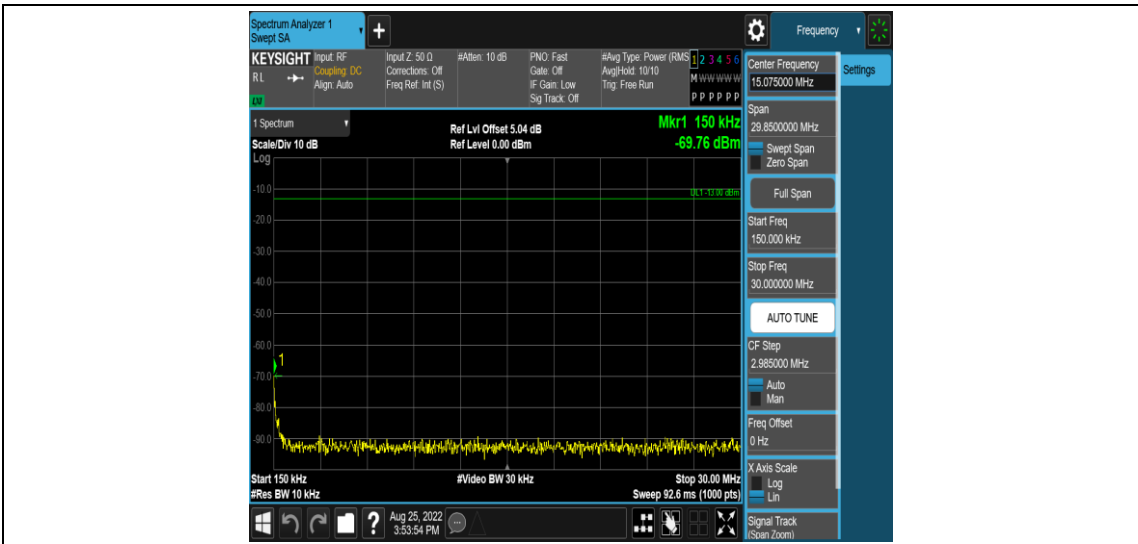 Spectrum Analyzer 1
Swept SA
+
Frequency
KEYSIGHT
RL
LXI
Input: RF
Coupling: DC
Align: Auto
Input Z: 50 Ω
Corrections: Off
Freq Ref: Int (S)
#Atten: 10 dB
PNO: Fast
Gate: Off
IF Gain: Low
Sig Track: Off
#Avg Type: Power (RMS
Avg|Hold: 10/10
Trig: Free Run
1 2 3 4 5 6
M W W W W W
P P P P P P
1 Spectrum
Scale/Div 10 dB
Log
Ref Lvl Offset 5.04 dB
Ref Level 0.00 dBm
Mkr1 150 kHz
-69.76 dBm
DL1 -13.00 dBm
-10.0
-20.0
-30.0
-40.0
-50.0
-60.0
-70.0
-80.0
-90.0
1
Start 150 kHz
#Res BW 10 kHz
#Video BW 30 kHz
Stop 30.00 MHz
Sweep 92.6 ms (1000 pts)
?
Aug 25, 2022
3:53:54 PM
Center Frequency
15.075000 MHz
Settings
Span
29.8500000 MHz
Swept Span
Zero Span
Full Span
Start Freq
150.000 kHz
Stop Freq
30.000000 MHz
AUTO TUNE
CF Step
2.985000 MHz
Auto
Man
Freq Offset
0 Hz
X Axis Scale
Log
Lin
Signal Track
(Span Zoom)